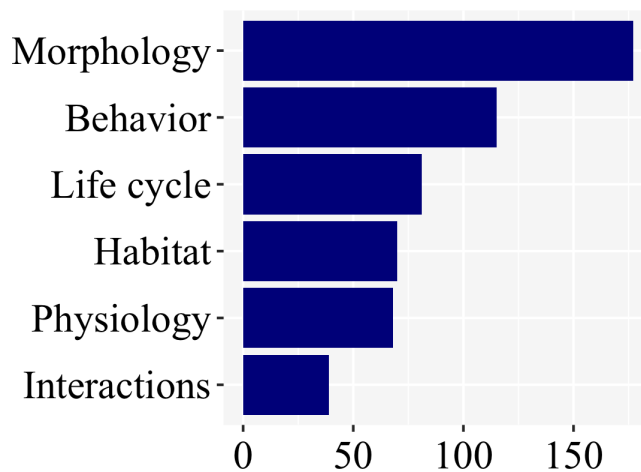 Morphology
Behavior
Life cycle
Habitat
Physiology
Interactions
0 50 100 150